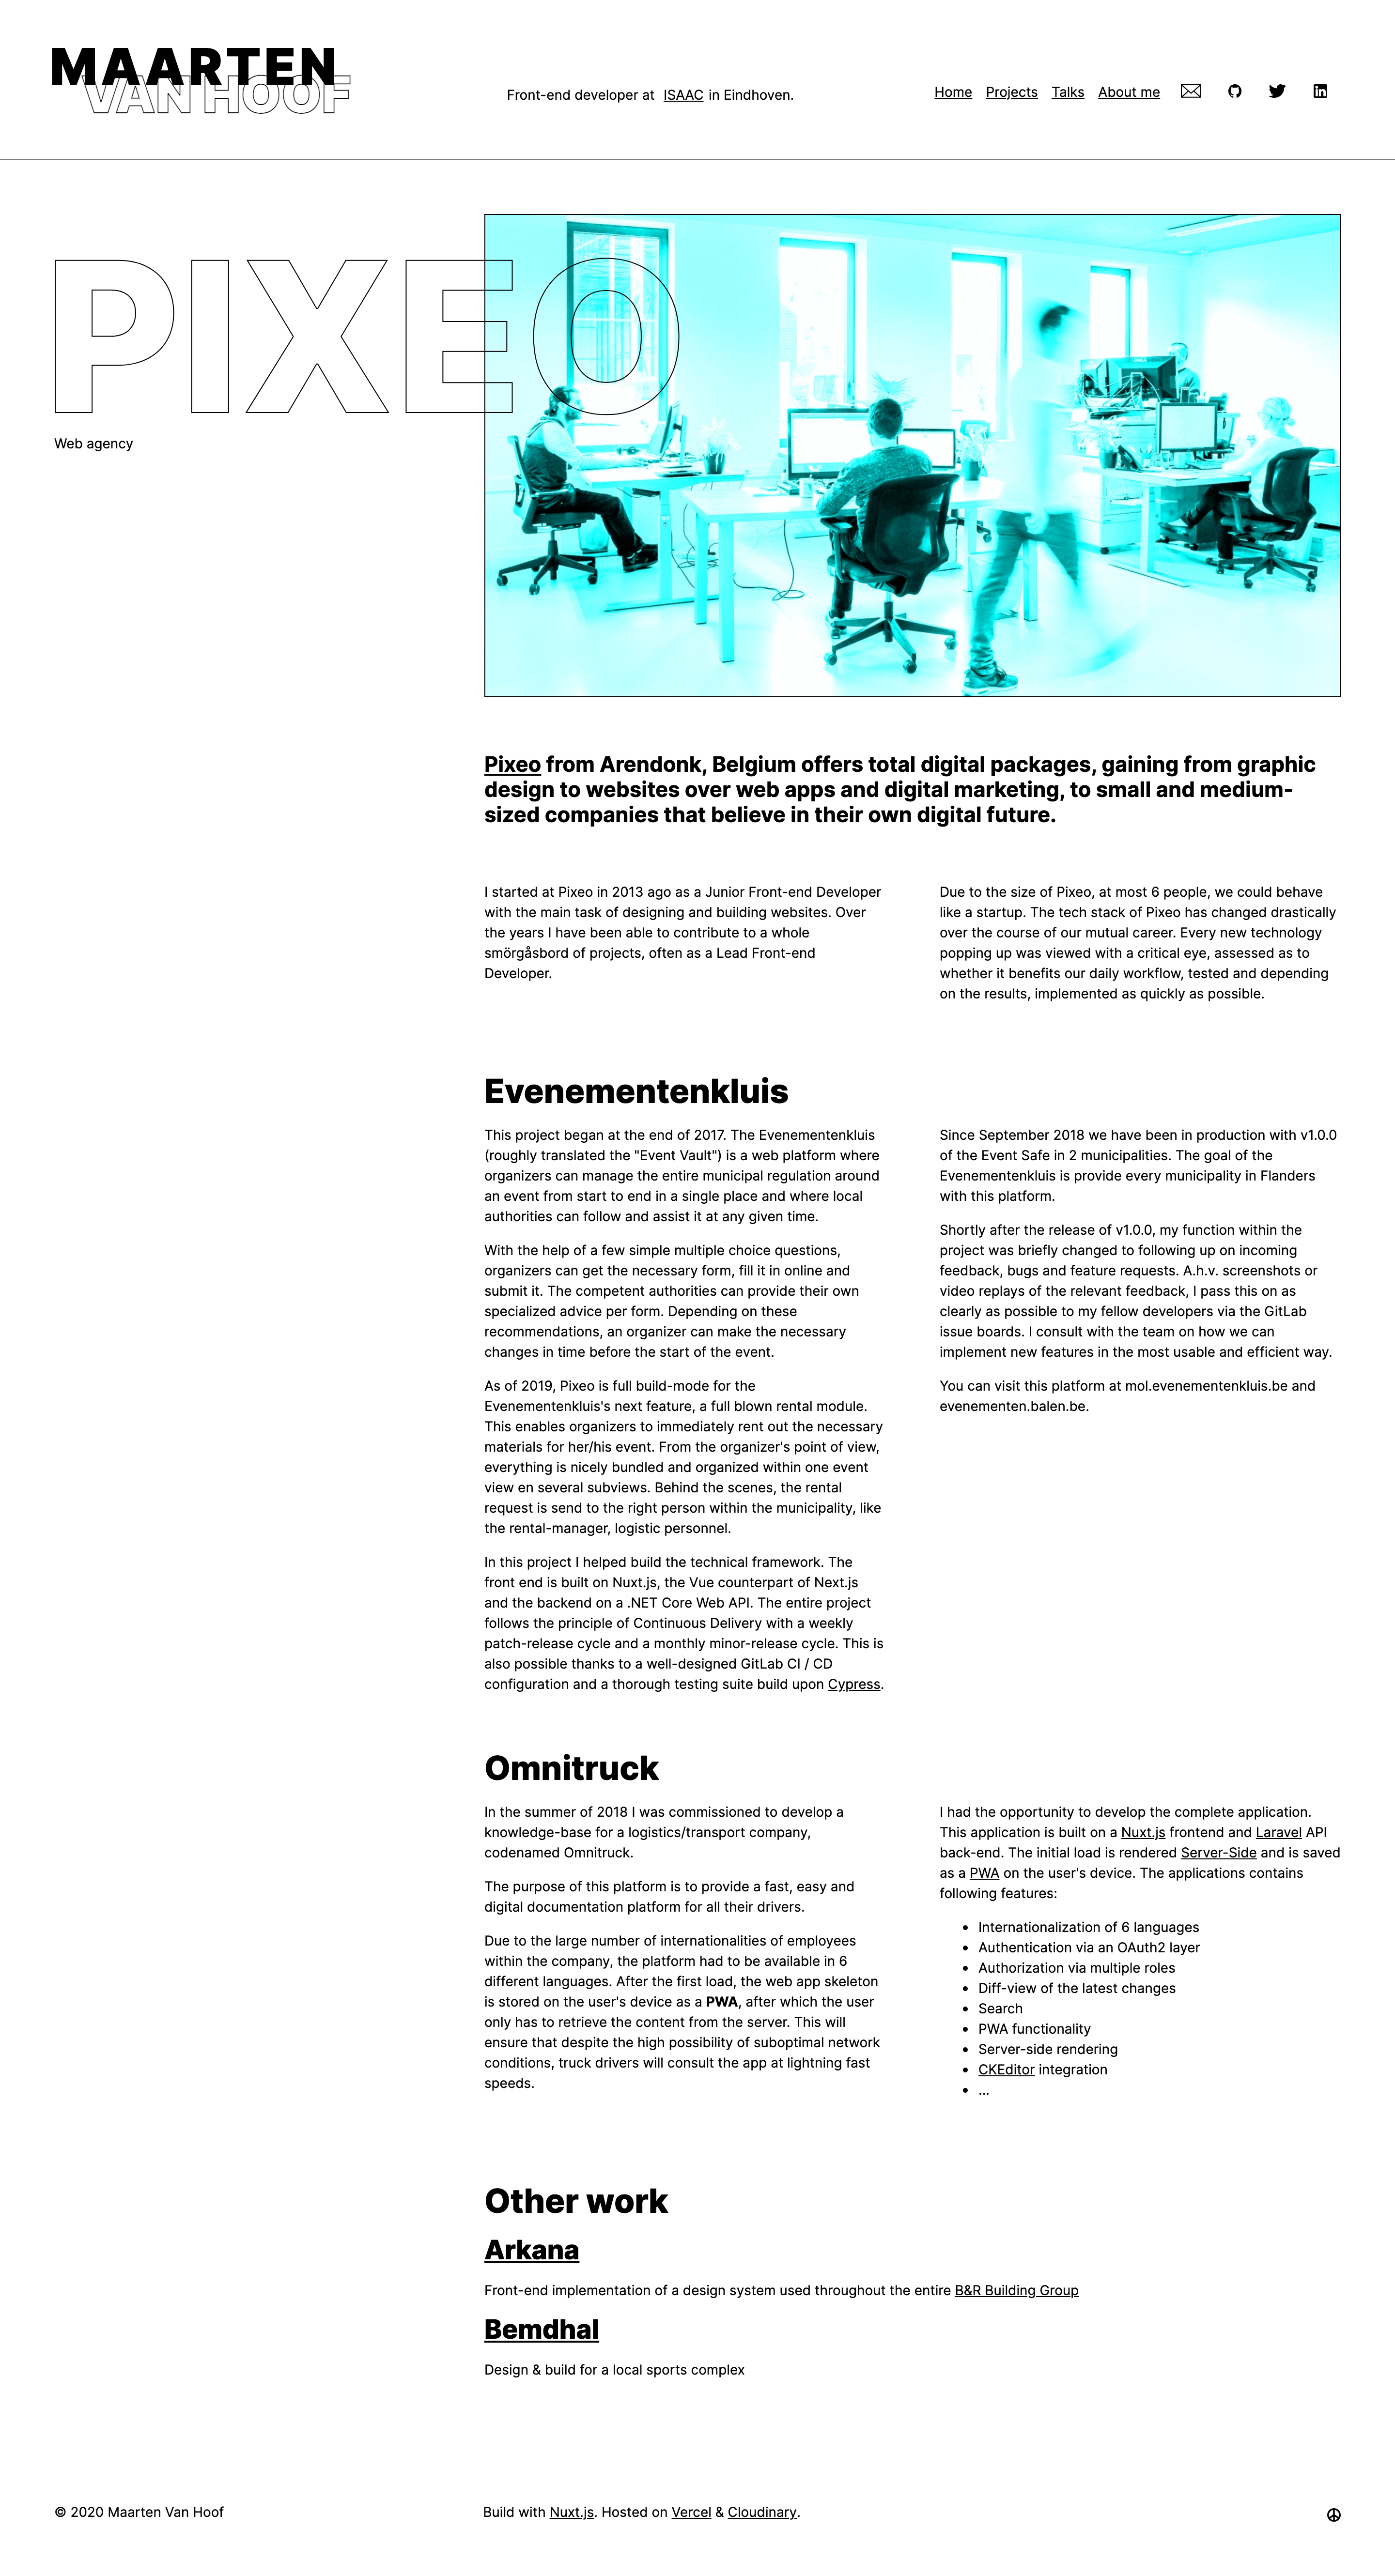 MAARTEN
VAN HOOF
Front-end developer at ISAAC in Eindhoven.
Home Projects Talks About me
PIXEO
Web agency
Pixeo from Arendonk, Belgium offers total digital packages, gaining from graphic
design to websites over web apps and digital marketing, to small and medium-
sized companies that believe in their own digital future.
I started at Pixeo in 2013 ago as a Junior Front-end Developer
with the main task of designing and building websites. Over
the years I have been able to contribute to a whole
smörgåsbord of projects, often as a Lead Front-end
Developer.
Due to the size of Pixeo, at most 6 people, we could behave
like a startup. The tech stack of Pixeo has changed drastically
over the course of our mutual career. Every new technology
popping up was viewed with a critical eye, assessed as to
whether it benefits our daily workflow, tested and depending
on the results, implemented as quickly as possible.
Evenementenkluis
This project began at the end of 2017. The Evenementenkluis
(roughly translated the "Event Vault") is a web platform where
organizers can manage the entire municipal regulation around
an event from start to end in a single place and where local
authorities can follow and assist it at any given time.
With the help of a few simple multiple choice questions,
organizers can get the necessary form, fill it in online and
submit it. The competent authorities can provide their own
specialized advice per form. Depending on these
recommendations, an organizer can make the necessary
changes in time before the start of the event.
As of 2019, Pixeo is full build-mode for the
Evenementenkluis's next feature, a full blown rental module.
This enables organizers to immediately rent out the necessary
materials for her/his event. From the organizer's point of view,
everything is nicely bundled and organized within one event
view en several subviews. Behind the scenes, the rental
request is send to the right person within the municipality, like
the rental-manager, logistic personnel.
In this project I helped build the technical framework. The
front end is built on Nuxt.js, the Vue counterpart of Next.js
and the backend on a .NET Core Web API. The entire project
follows the principle of Continuous Delivery with a weekly
patch-release cycle and a monthly minor-release cycle. This is
also possible thanks to a well-designed GitLab CI / CD
configuration and a thorough testing suite build upon Cypress.
Since September 2018 we have been in production with v1.0.0
of the Event Safe in 2 municipalities. The goal of the
Evenementenkluis is provide every municipality in Flanders
with this platform.
Shortly after the release of v1.0.0, my function within the
project was briefly changed to following up on incoming
feedback, bugs and feature requests. A.h.v. screenshots or
video replays of the relevant feedback, I pass this on as
clearly as possible to my fellow developers via the GitLab
issue boards. I consult with the team on how we can
implement new features in the most usable and efficient way.
You can visit this platform at mol.evenementenkluis.be and
evenementen.balen.be.
Omnitruck
In the summer of 2018 I was commissioned to develop a
knowledge-base for a logistics/transport company,
codenamed Omnitruck.
The purpose of this platform is to provide a fast, easy and
digital documentation platform for all their drivers.
Due to the large number of internationalities of employees
within the company, the platform had to be available in 6
different languages. After the first load, the web app skeleton
is stored on the user's device as a PWA, after which the user
only has to retrieve the content from the server. This will
ensure that despite the high possibility of suboptimal network
conditions, truck drivers will consult the app at lightning fast
speeds.
I had the opportunity to develop the complete application.
This application is built on a Nuxt.js frontend and Laravel API
back-end. The initial load is rendered Server-Side and is saved
as a PWA on the user's device. The applications contains
following features:
• Internationalization of 6 languages
• Authentication via an OAuth2 layer
• Authorization via multiple roles
• Diff-view of the latest changes
• Search
• PWA functionality
• Server-side rendering
• CKEditor integration
• ...
Other work
Arkana
Front-end implementation of a design system used throughout the entire B&R Building Group
Bemdhal
Design & build for a local sports complex
© 2020 Maarten Van Hoof
Build with Nuxt.js. Hosted on Vercel & Cloudinary.